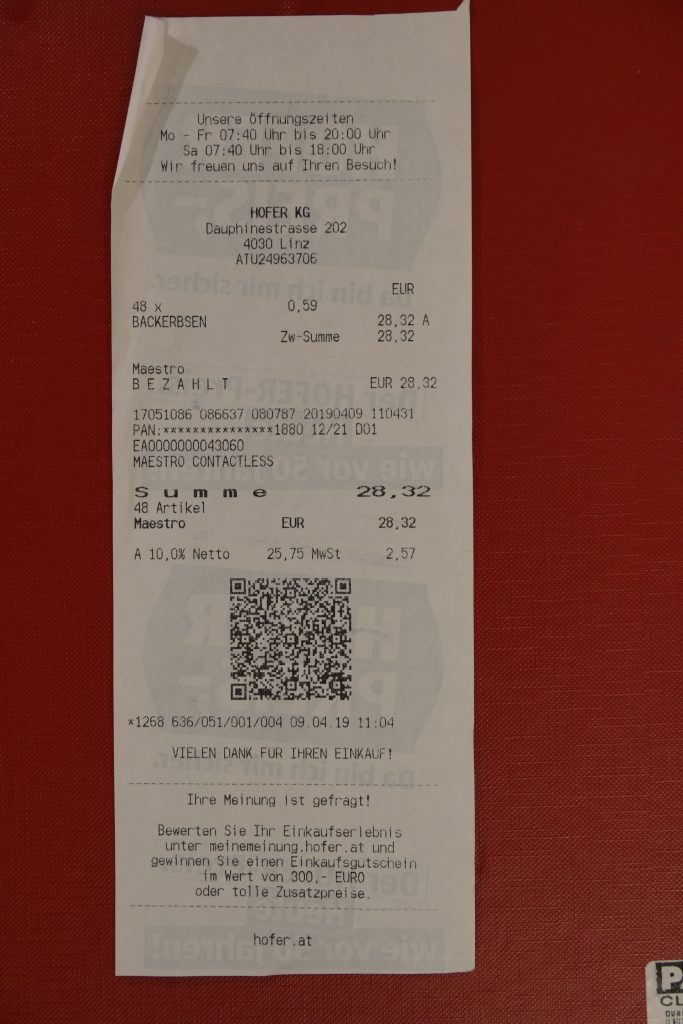 Unsere Öffnungszeiten
Mo - Fr 07:40 Uhr bis 20:00 Uhr
Sa 07:40 Uhr bis 18:00 Uhr
Wir freuen uns auf Ihren Besuch!
HOFER KG
Dauphinestrasse 202
4030 Linz
ATU24963706
EUR
48 x 0,59
BACKERBSEN 28,32 A
Zw-Summe 28,32
Maestro
B E Z A H L T EUR 28,32
17051086 086637 080787 20190409 110431
PAN:***************1880 12/21 D01
EA0000000043060
MAESTRO CONTACTLESS
S u m m e 28,32
48 Artikel
Maestro EUR 28,32
A 10,0% Netto 25,75 MwSt 2,57
*1268 636/051/001/004 09.04.19 11:04
VIELEN DANK FÜR IHREN EINKAUF!
Ihre Meinung ist gefragt!
Bewerten Sie Ihr Einkaufserlebnis
unter meinemeinung.hofer.at und
gewinnen Sie einen Einkaufsgutschein
im Wert von 300,- EURO
oder tolle Zusatzpreise.
hofer.at